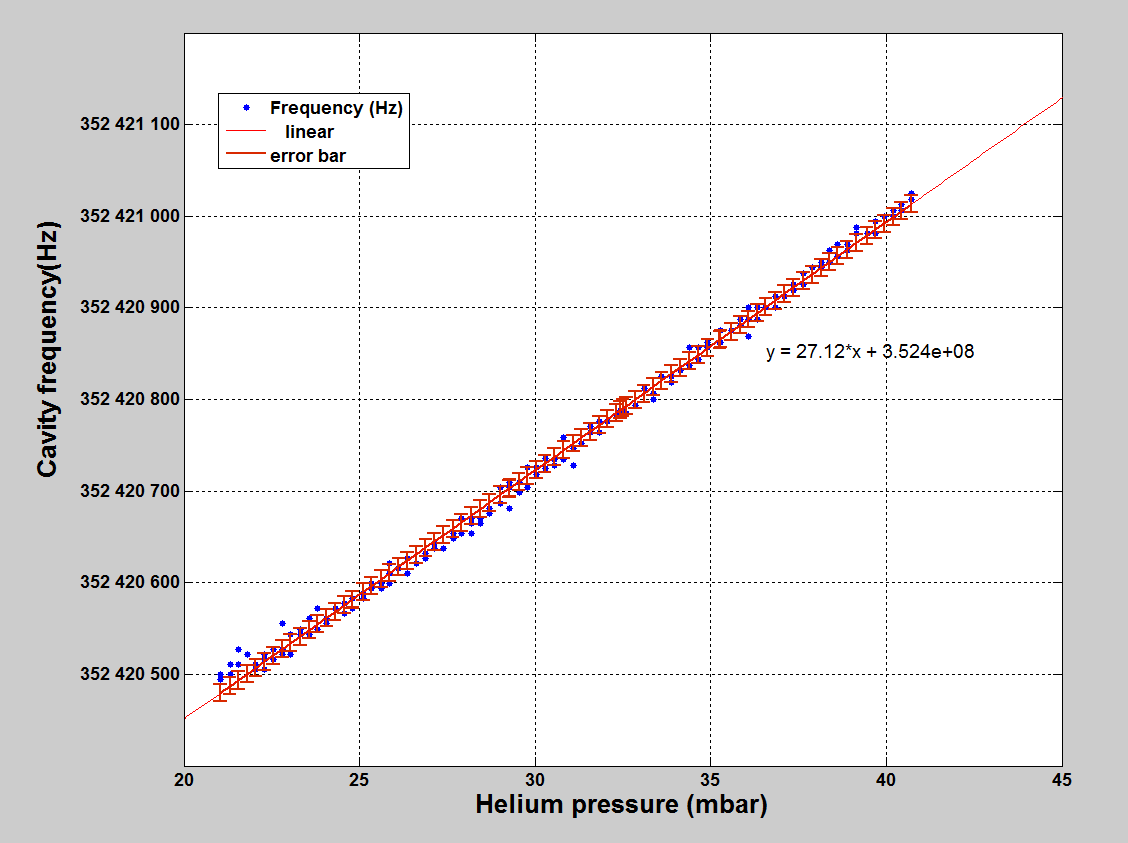 Frequency (Hz)
linear
error bar
352 421 100
352 421 000
352 420 900
352 420 800
352 420 700
352 420 600
352 420 500
Cavity frequency(Hz)
y = 27.12*x + 3.524e+08
20 25 30 35 40 45
Helium pressure (mbar)